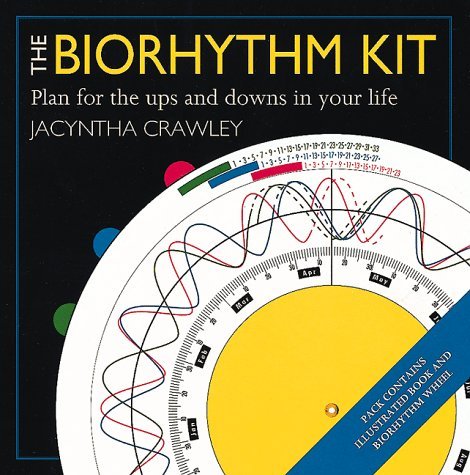 THE
BIORHYTHM KIT
Plan for the ups and downs in your life
JACYNTHA CRAWLEY
1·3·5·7·9·11·13·15·17·19·21·23·25·27·29·31·33
1·3·5·7·9·11·13·15·17·19·21·23·25·27·
1·3·5·7·9·11·13·15·17·19·21·23
Jan
Feb
Mar
Apr
May
PACK CONTAINS
ILLUSTRATED BOOK AND
BIORHYTHM WHEEL